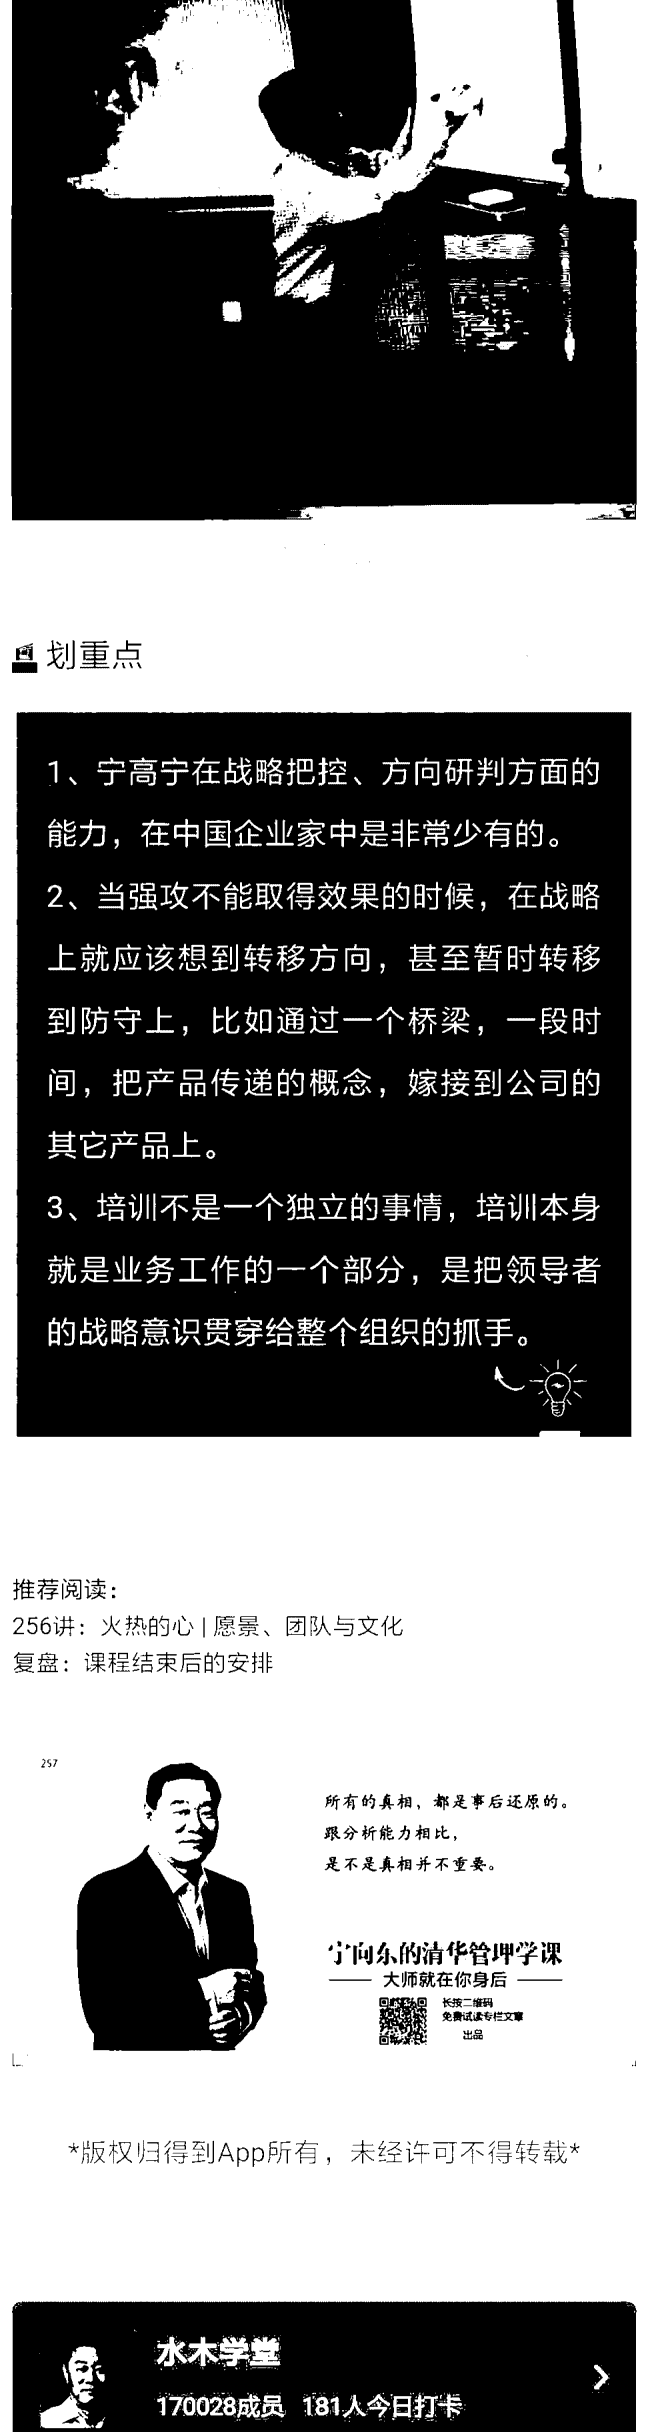 划重点
1、宁高宁在战略把控、方向研判方面的
能力，在中国企业家中是非常少有的。
2、当强攻不能取得效果的时候，在战略
上就应该想到转移方向，甚至暂时转移
到防守上，比如通过一个桥梁，一段时
间，把产品传递的概念，嫁接到公司的
其它产品上。
3、培训不是一个独立的事情，培训本身
就是业务工作的一个部分，是把领导者
的战略意识贯穿给整个组织的抓手。
推荐阅读：
256讲：火热的心 | 愿景、团队与文化
复盘：课程结束后的安排
257
所有的真相，都是事后还原的。
跟分析能力相比，
是不是真相并不重要。
宁向东的清华管理学课
大师就在你身后
长按二维码
免费试读专栏文章
出品
*版权归得到App所有，未经许可不得转载*
水木学堂
170028成员 181人今日打卡